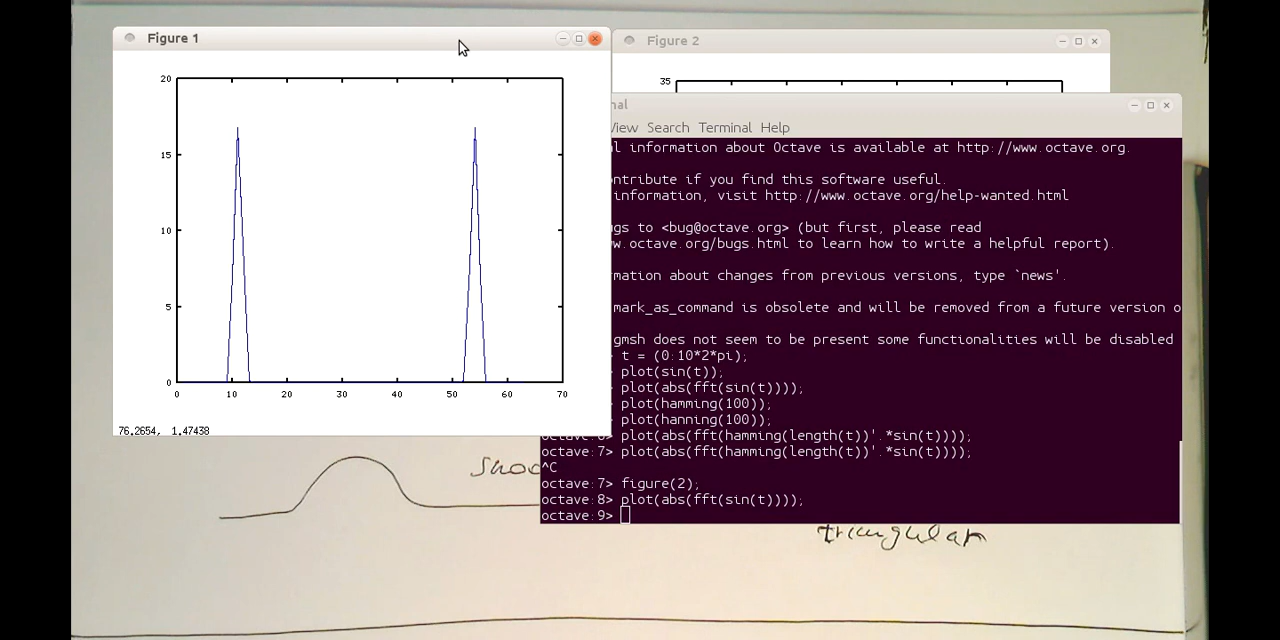 Figure 1
Figure 2
20
15
10
5
0
0 10 20 30 40 50 60 70
76.2654, 1.47438
35
nal
View Search Terminal Help
l information about Octave is available at http://www.octave.org.
ontribute if you find this software useful.
information, visit http://www.octave.org/help-wanted.html
gs to <bug@octave.org> (but first, please read
w.octave.org/bugs.html to learn how to write a helpful report).
rmation about changes from previous versions, type `news'.
mark_as_command is obsolete and will be removed from a future version o
gmsh does not seem to be present some functionalities will be disabled
t = (0:10*2*pi);
plot(sin(t));
plot(abs(fft(sin(t))));
plot(hamming(100));
plot(hanning(100));
octave:6> plot(abs(fft(hamming(length(t))'.*sin(t))));
octave:7> plot(abs(fft(hamming(length(t))'.*sin(t))));
^C
octave:7> figure(2);
octave:8> plot(abs(fft(sin(t))));
octave:9>
triangular